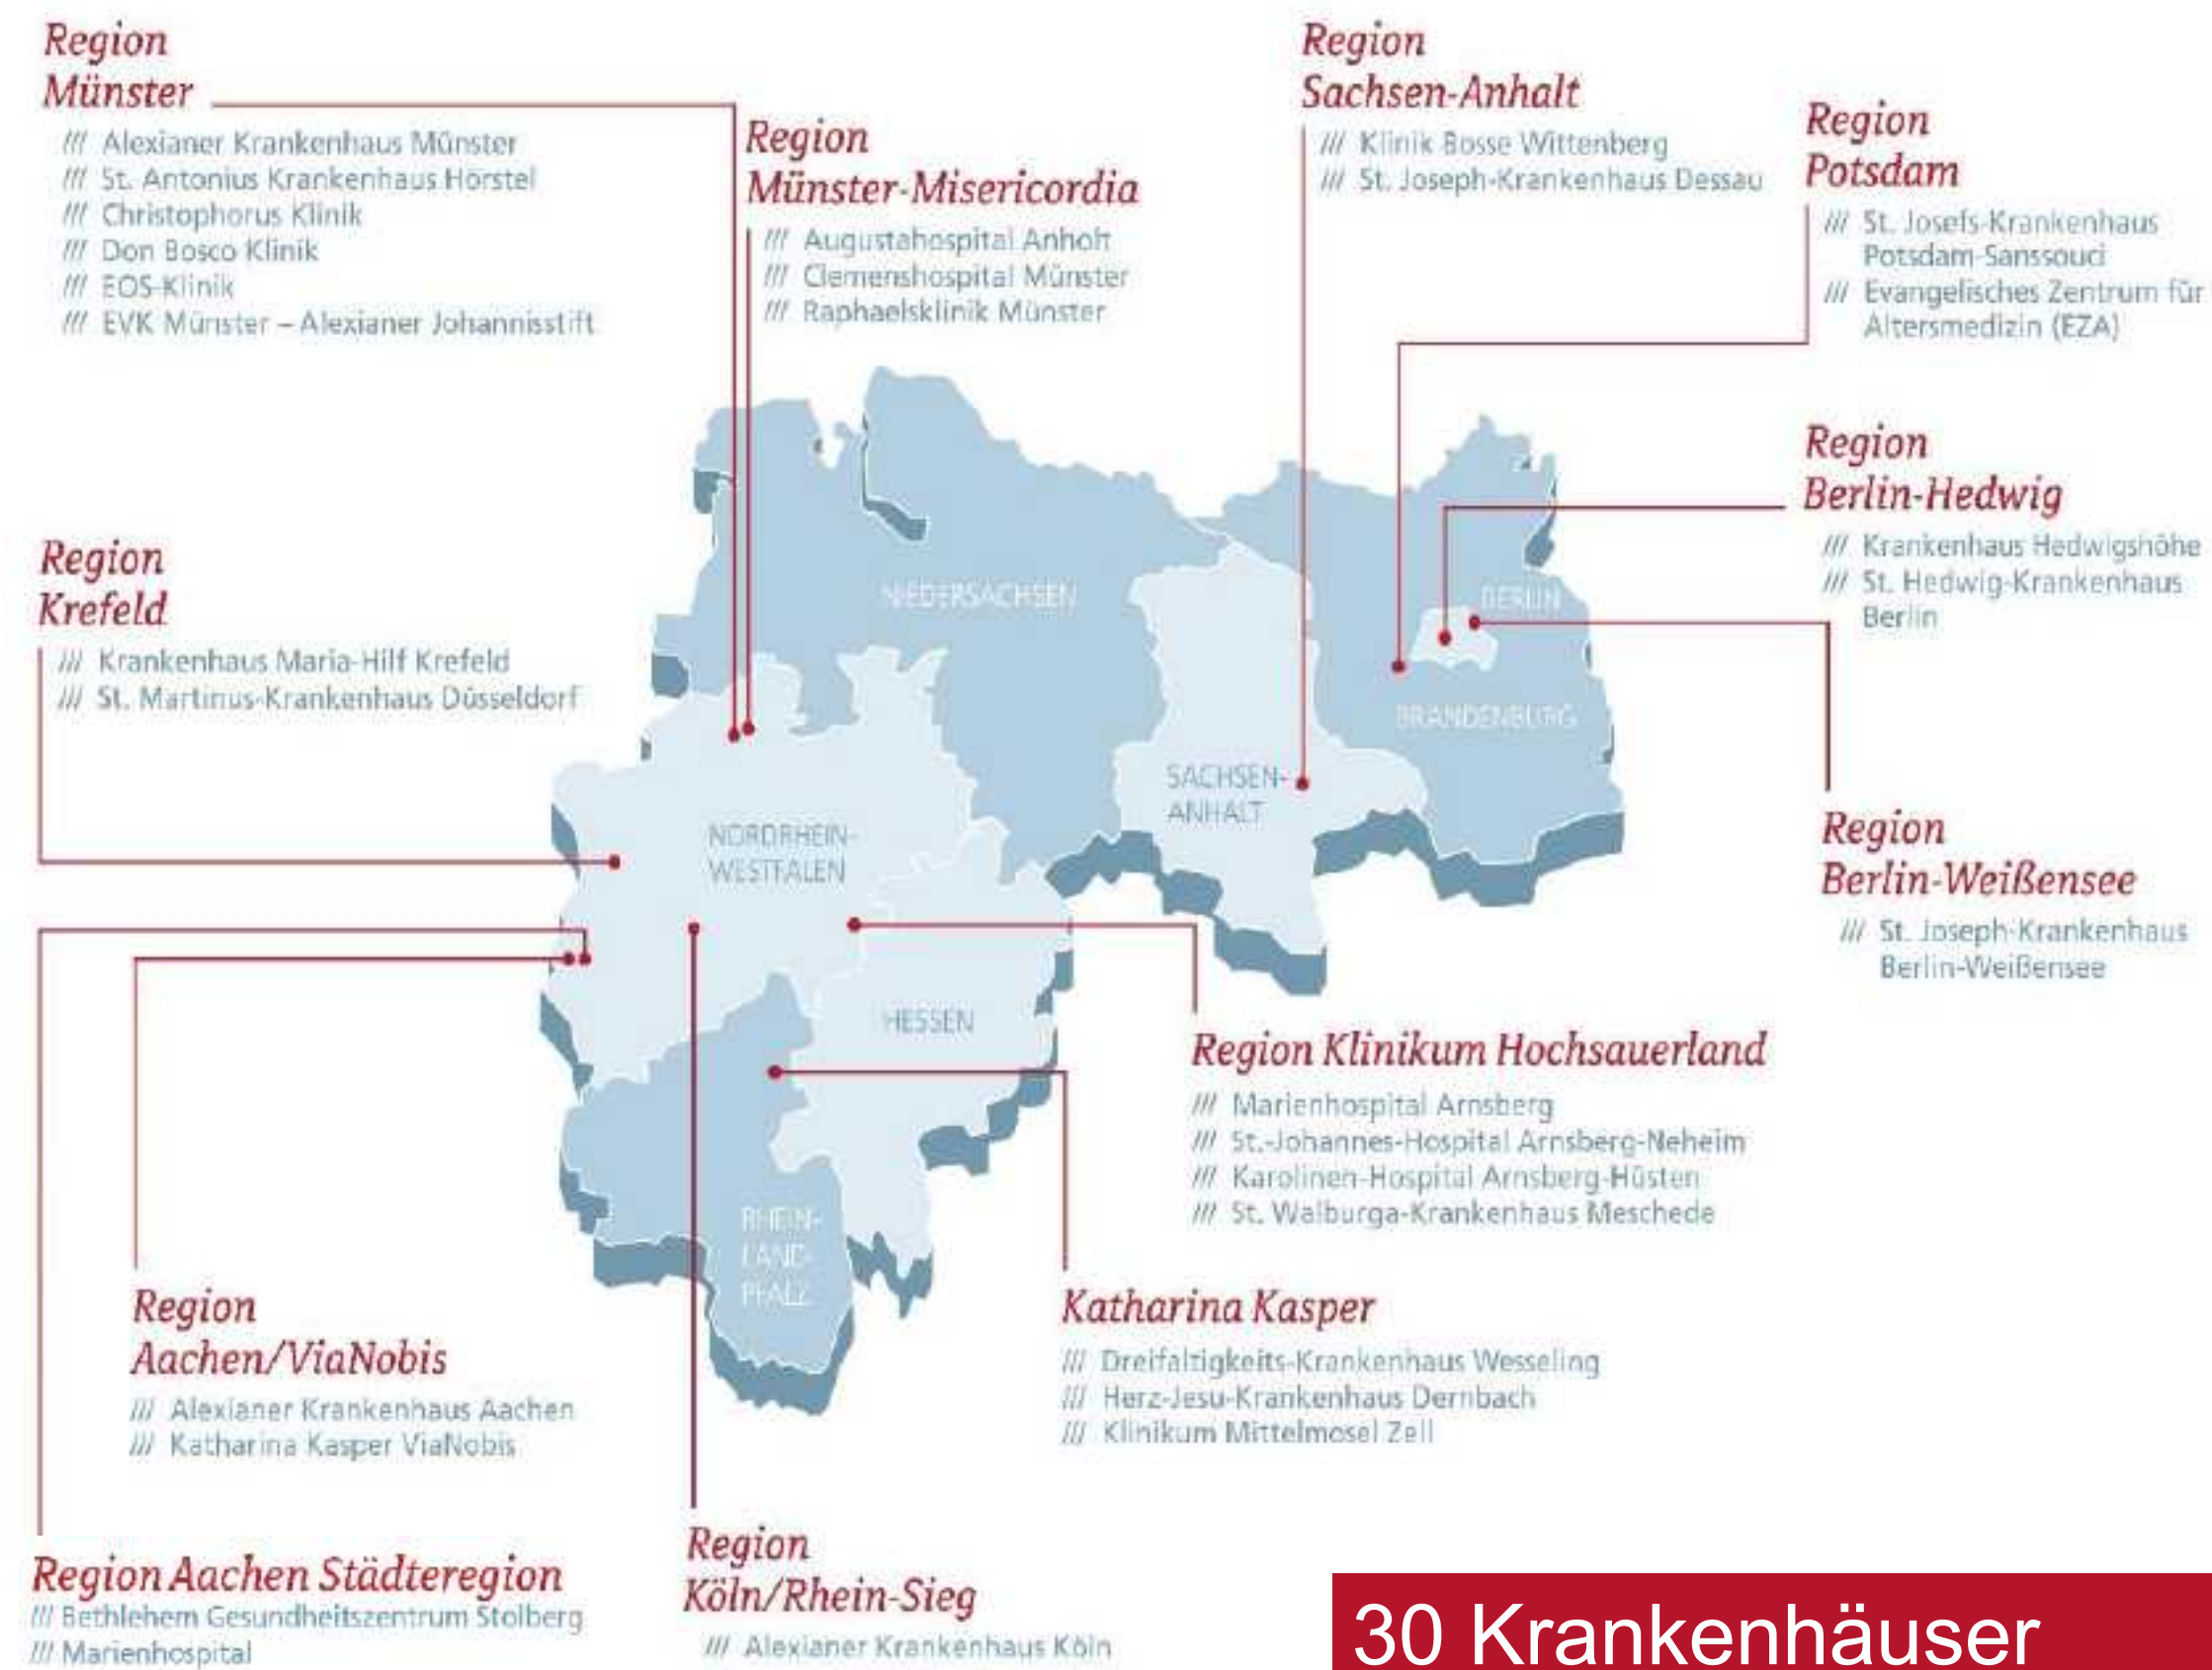 Region
Münster
/// Alexianer Krankenhaus Münster
/// St. Antonius Krankenhaus Hörstel
/// Christophorus Klinik
/// Don Bosco Klinik
/// EOS-Klinik
/// EVK Münster – Alexianer Johannisstift
Region
Münster-Misericordia
/// Augustahospital Anholt
/// Clemenshospital Münster
/// Raphaelsklinik Münster
Region
Sachsen-Anhalt
/// Klinik Bosse Wittenberg
/// St. Joseph-Krankenhaus Dessau
Region
Potsdam
/// St. Josefs-Krankenhaus
Potsdam-Sanssouci
/// Evangelisches Zentrum für
Altersmedizin (EZA)
Region
Berlin-Hedwig
/// Krankenhaus Hedwigshöhe
/// St. Hedwig-Krankenhaus
Berlin
Region
Krefeld
/// Krankenhaus Maria-Hilf Krefeld
/// St. Martinus-Krankenhaus Düsseldorf
NIEDERSACHSEN
BERLIN
BRANDENBURG
SACHSEN-
ANHALT
NORDRHEIN-
WESTFALEN
HESSEN
RHEIN-
LAND-
PFALZ
Region
Berlin-Weißensee
/// St. Joseph-Krankenhaus
Berlin-Weißensee
Region Klinikum Hochsauerland
/// Marienhospital Arnsberg
/// St.-Johannes-Hospital Arnsberg-Neheim
/// Karolinen-Hospital Arnsberg-Hüsten
/// St. Walburga-Krankenhaus Meschede
Region
Aachen/ViaNobis
/// Alexianer Krankenhaus Aachen
/// Katharina Kasper ViaNobis
Katharina Kasper
/// Dreifaltigkeits-Krankenhaus Wesseling
/// Herz-Jesu-Krankenhaus Dernbach
/// Klinikum Mittelmosel Zell
Region Aachen Städteregion
/// Bethlehem Gesundheitszentrum Stolberg
/// Marienhospital
Region
Köln/Rhein-Sieg
/// Alexianer Krankenhaus Köln
30 Krankenhäuser